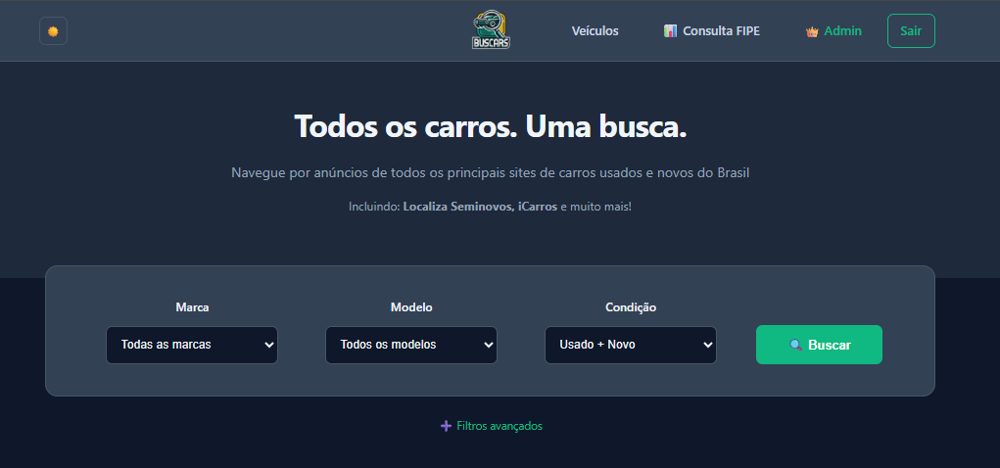 BUSCARS
Veículos
Consulta FIPE
Admin
Sair
Todos os carros. Uma busca.
Navegue por anúncios de todos os principais sites de carros usados e novos do Brasil
Incluindo: Localiza Seminovos, iCarros e muito mais!
Marca
Modelo
Condição
Todas as marcas
Todos os modelos
Usado + Novo
Buscar
Filtros avançados